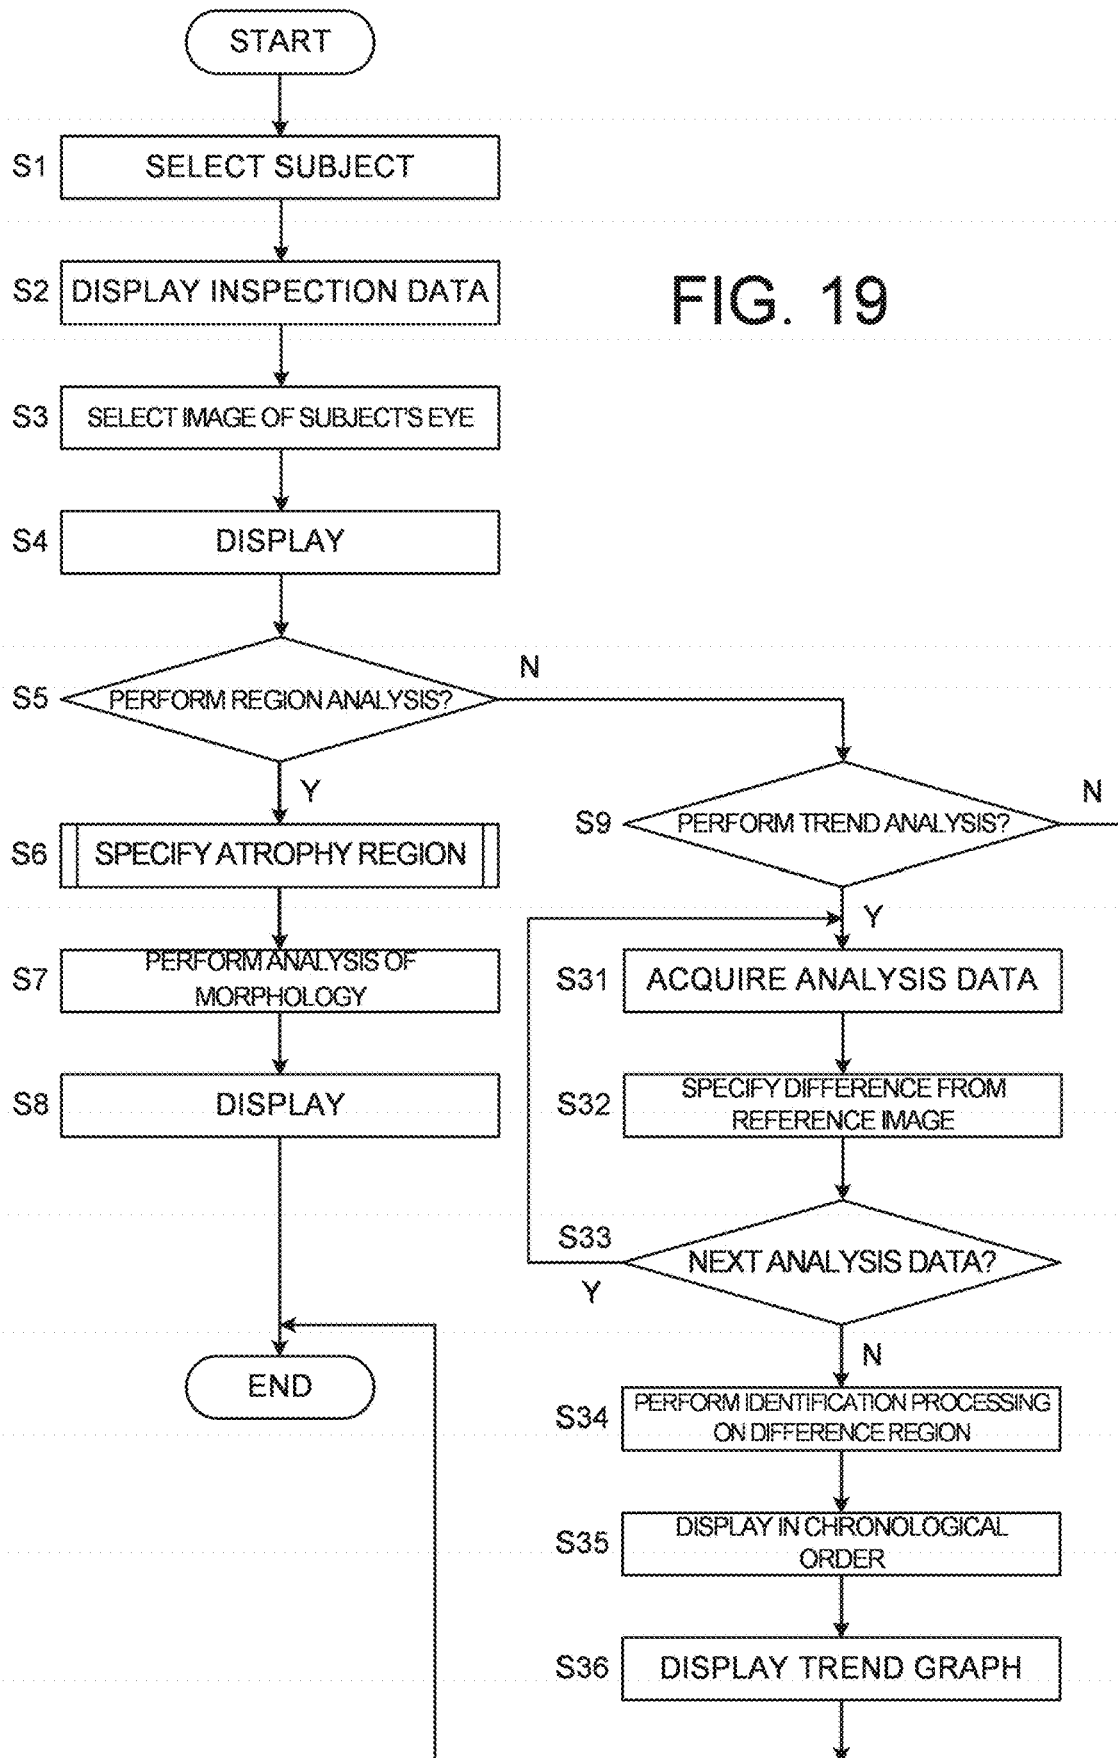 START
S1 SELECT SUBJECT
S2 DISPLAY INSPECTION DATA
FIG. 19
S3 SELECT IMAGE OF SUBJECT'S EYE
S4 DISPLAY
S5 PERFORM REGION ANALYSIS?
N
Y
S6 SPECIFY ATROPHY REGION
S7 PERFORM ANALYSIS OF
MORPHOLOGY
S8 DISPLAY
END
S9 PERFORM TREND ANALYSIS?
N
Y
S31 ACQUIRE ANALYSIS DATA
S32 SPECIFY DIFFERENCE FROM
REFERENCE IMAGE
S33 NEXT ANALYSIS DATA?
Y
N
S34 PERFORM IDENTIFICATION PROCESSING
ON DIFFERENCE REGION
S35 DISPLAY IN CHRONOLOGICAL
ORDER
S36 DISPLAY TREND GRAPH